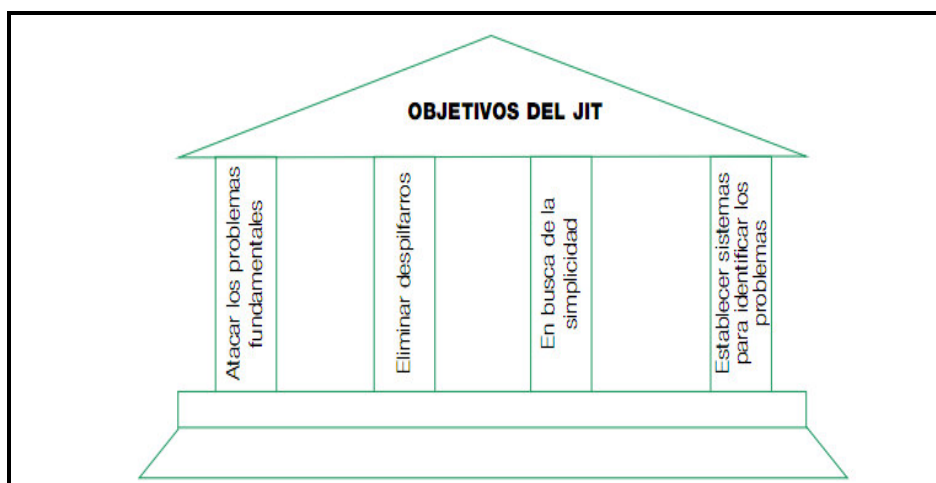 OBJETIVOS DEL JIT
Atacar los problemas
fundamentales
Eliminar despilfarros
En busca de la
simplicidad
Establecer sistemas
para identificar los
problemas